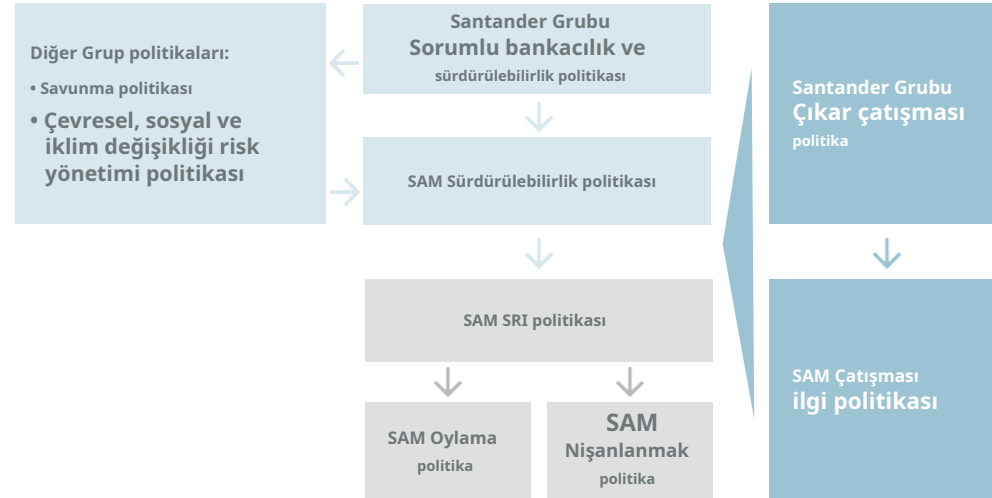 Diğer Grup politikaları:
• Savunma politikası
• Çevresel, sosyal ve
iklim değişikliği risk
yönetimi politikası
Santander Grubu
Sorumlu bankacılık ve
sürdürülebilirlik politikası
SAM Sürdürülebilirlik politikası
SAM SRI politikası
SAM Oylama
politika
SAM
Nişanlanmak
politika
Santander Grubu
Çıkar çatışması
politika
SAM Çatışması
ilgi politikası